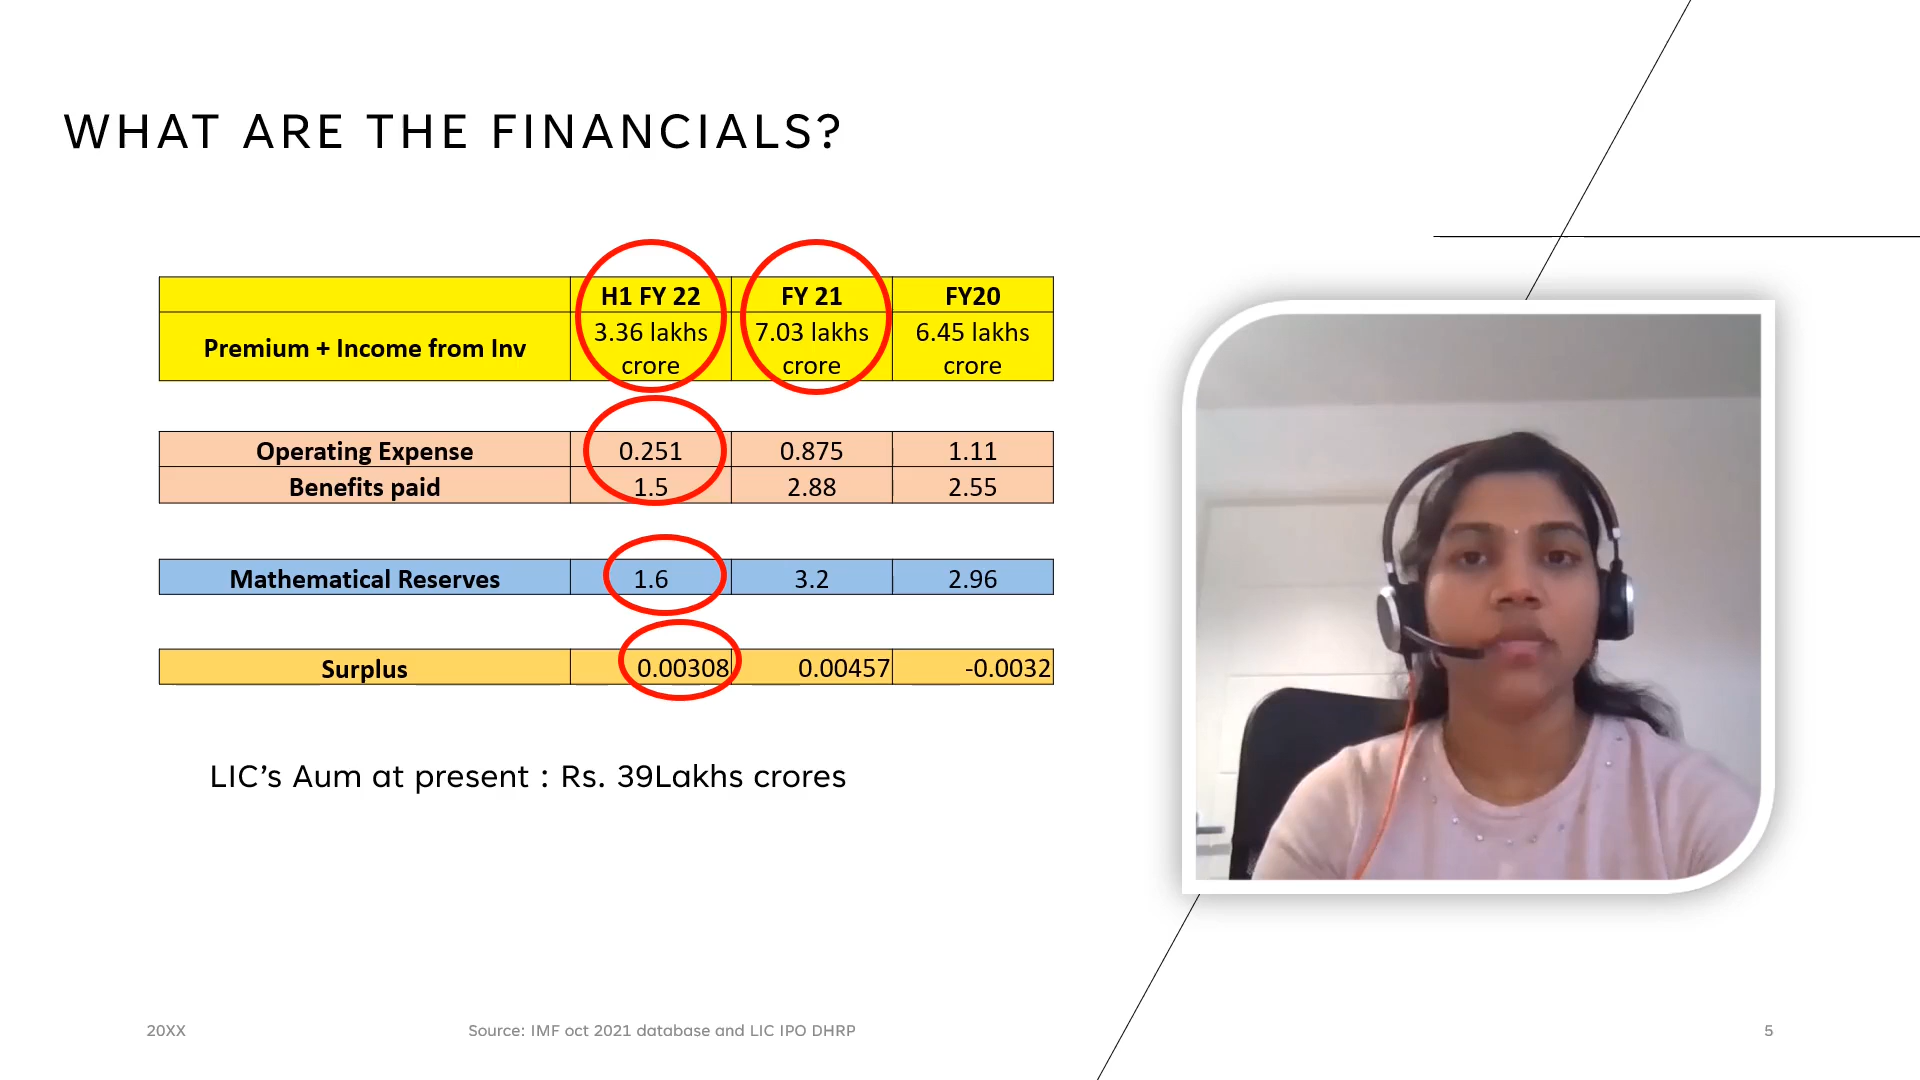 WHAT ARE THE FINANCIALS?
H1 FY 22 FY 21 FY20
Premium + Income from Inv 3.36 lakhs crore 7.03 lakhs crore 6.45 lakhs crore
Operating Expense 0.251 0.875 1.11
Benefits paid 1.5 2.88 2.55
Mathematical Reserves 1.6 3.2 2.96
Surplus 0.00308 0.00457 -0.0032
LIC’s Aum at present : Rs. 39Lakhs crores
20XX Source: IMF oct 2021 database and LIC IPO DHRP 5